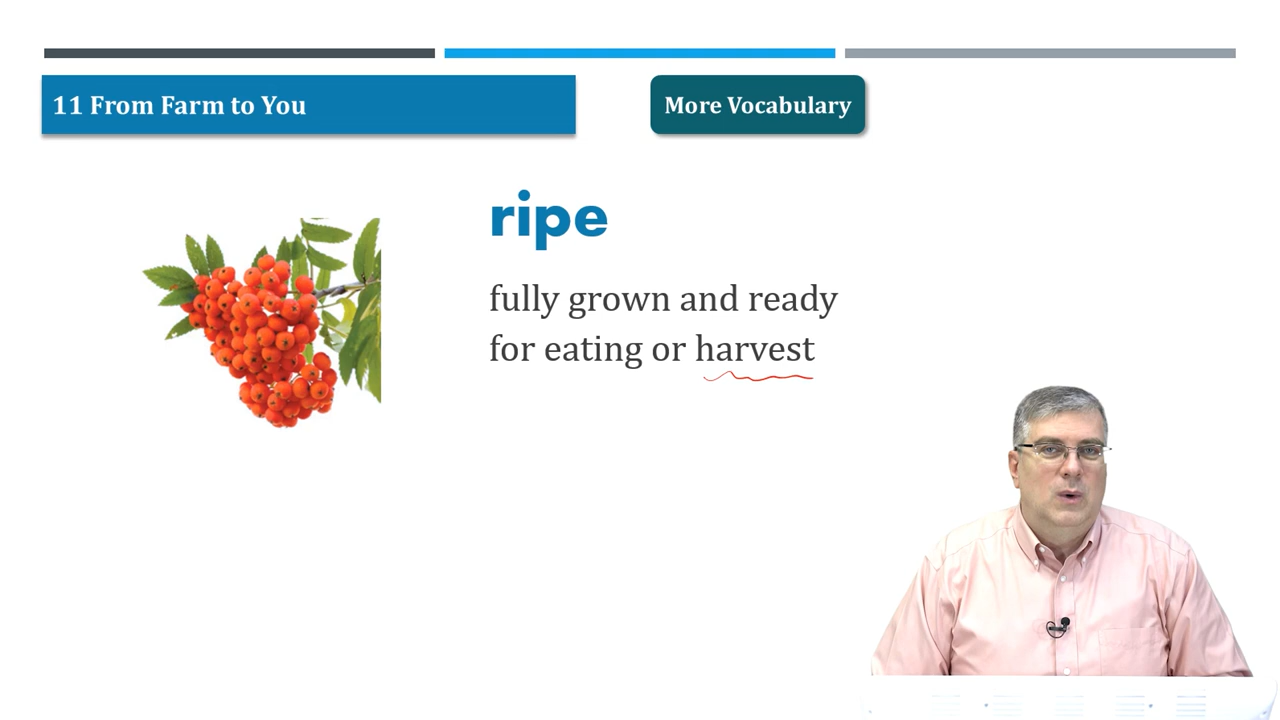 11 From Farm to You
More Vocabulary
ripe
fully grown and ready
for eating or harvest